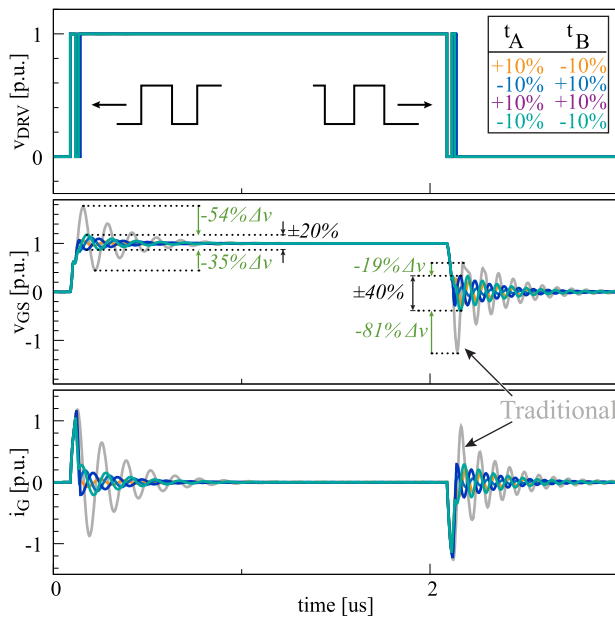 v_DRV [p.u.]
1
0
t_A t_B
+10% -10%
-10% +10%
+10% +10%
-10% -10%
v_GS [p.u.]
1
0
-1
-54% Δv
±20%
-35% Δv
-19% Δv
±40%
-81% Δv
Traditional
i_G [p.u.]
1
0
-1
0
2
time [us]